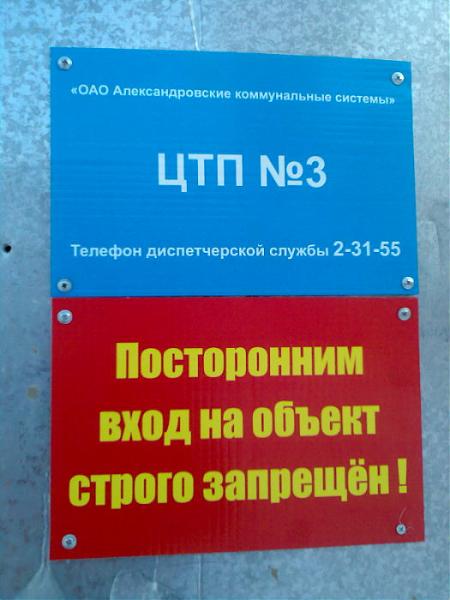 «ОАО Александровские коммунальные системы»
ЦТП №3
Телефон диспетчерской службы 2-31-55
Посторонним
вход на объект
строго запрещён !